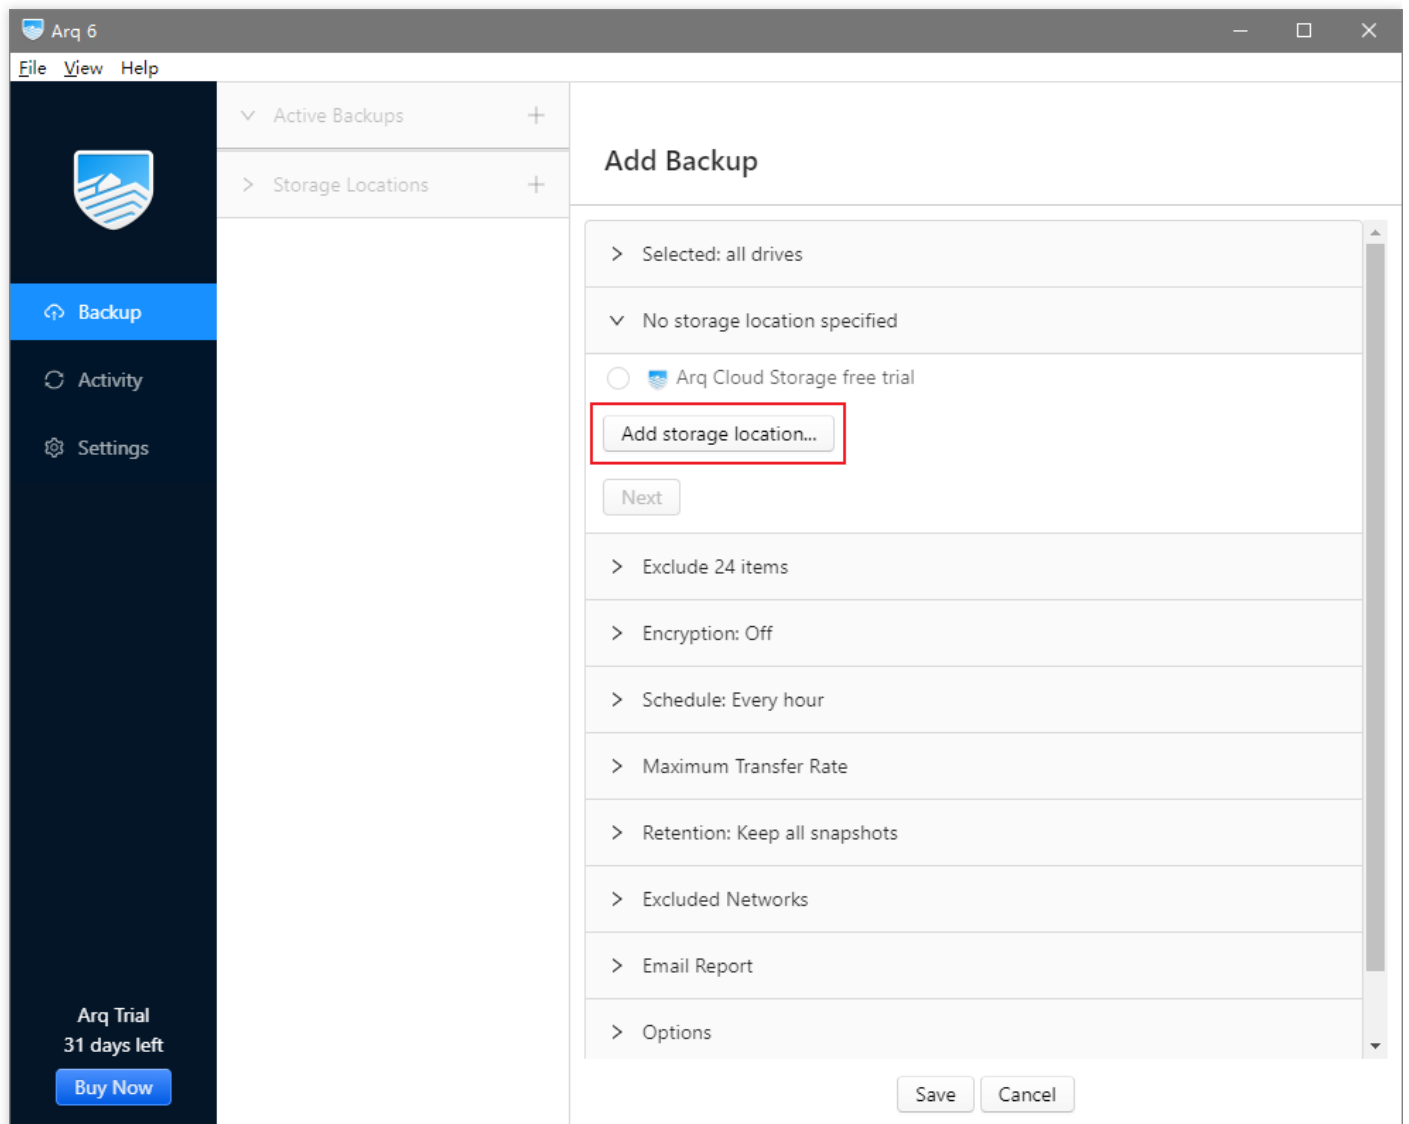 Arq 6
File View Help
Active Backups
Storage Locations
Backup
Activity
Settings
Arq Trial
31 days left
Buy Now
Add Backup
Selected: all drives
No storage location specified
Arq Cloud Storage free trial
Add storage location...
Next
Exclude 24 items
Encryption: Off
Schedule: Every hour
Maximum Transfer Rate
Retention: Keep all snapshots
Excluded Networks
Email Report
Options
Save Cancel